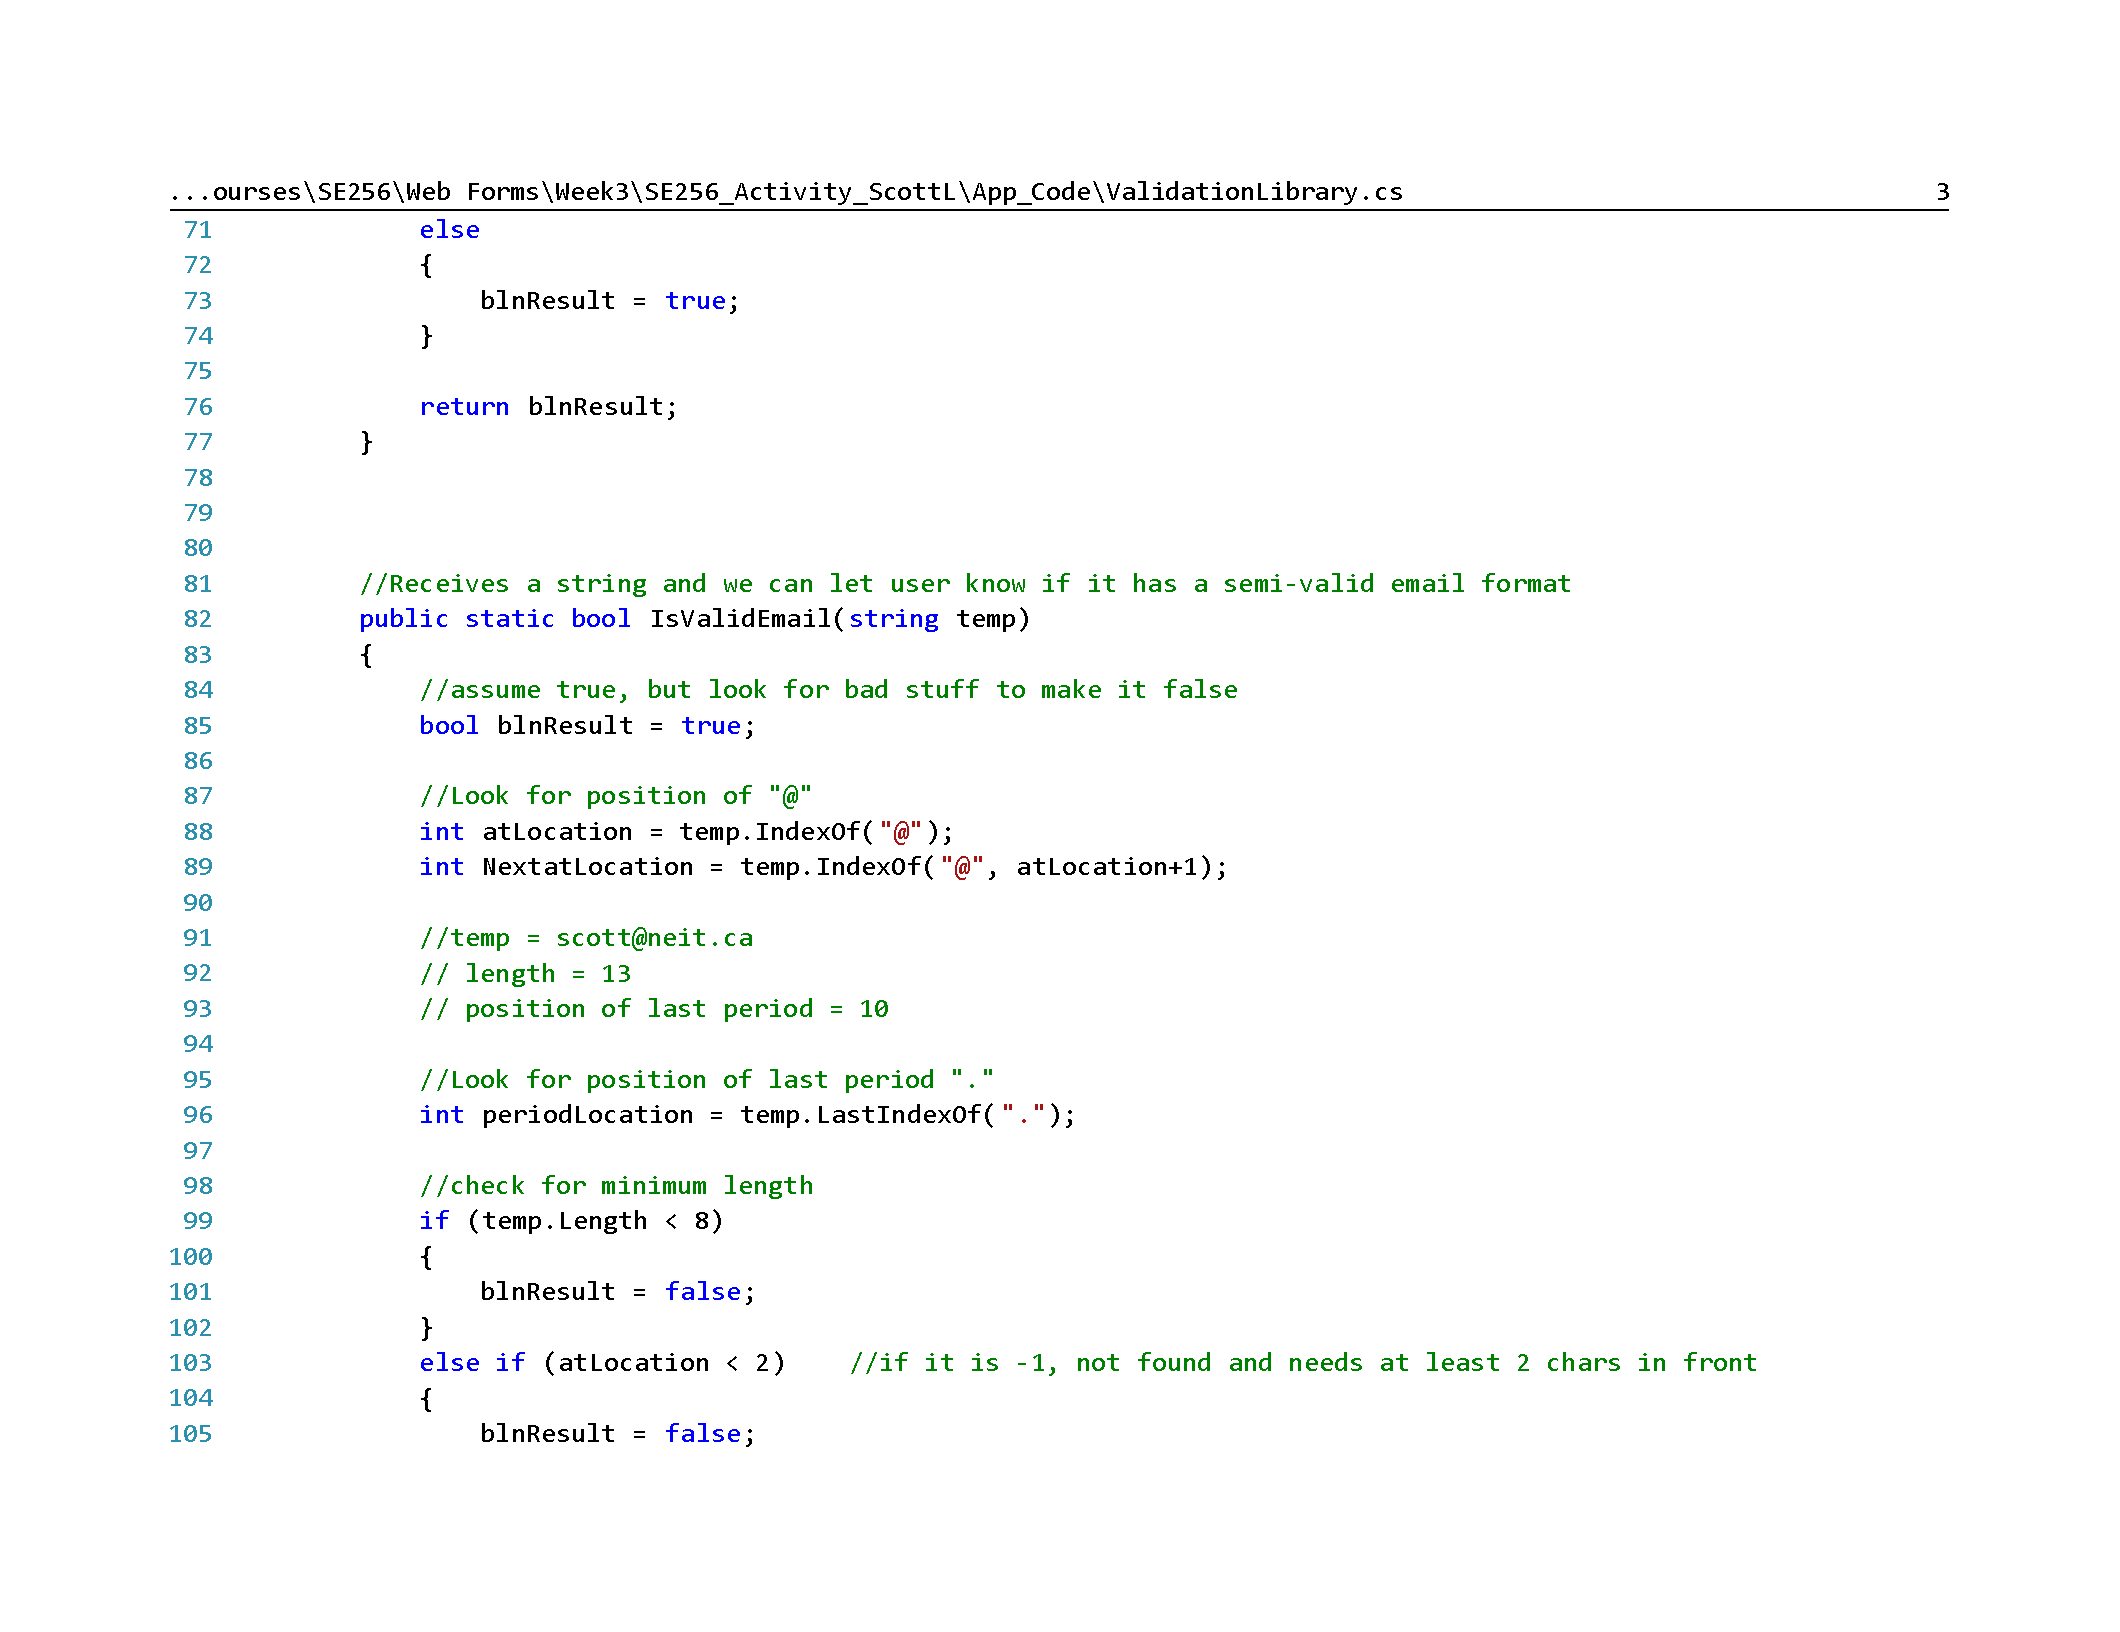 ...ourses\SE256\Web Forms\Week3\SE256_Activity_ScottL\App_Code\ValidationLibrary.cs 3
71 else
72 {
73 blnResult = true;
74 }
75
76 return blnResult;
77 }
78
79
80
81 //Receives a string and we can let user know if it has a semi-valid email format
82 public static bool IsValidEmail(string temp)
83 {
84 //assume true, but look for bad stuff to make it false
85 bool blnResult = true;
86
87 //Look for position of "@"
88 int atLocation = temp.IndexOf("@");
89 int NextatLocation = temp.IndexOf("@", atLocation+1);
90
91 //temp = scott@neit.ca
92 // length = 13
93 // position of last period = 10
94
95 //Look for position of last period "."
96 int periodLocation = temp.LastIndexOf(".");
97
98 //check for minimum length
99 if (temp.Length < 8)
100 {
101 blnResult = false;
102 }
103 else if (atLocation < 2) //if it is -1, not found and needs at least 2 chars in front
104 {
105 blnResult = false;